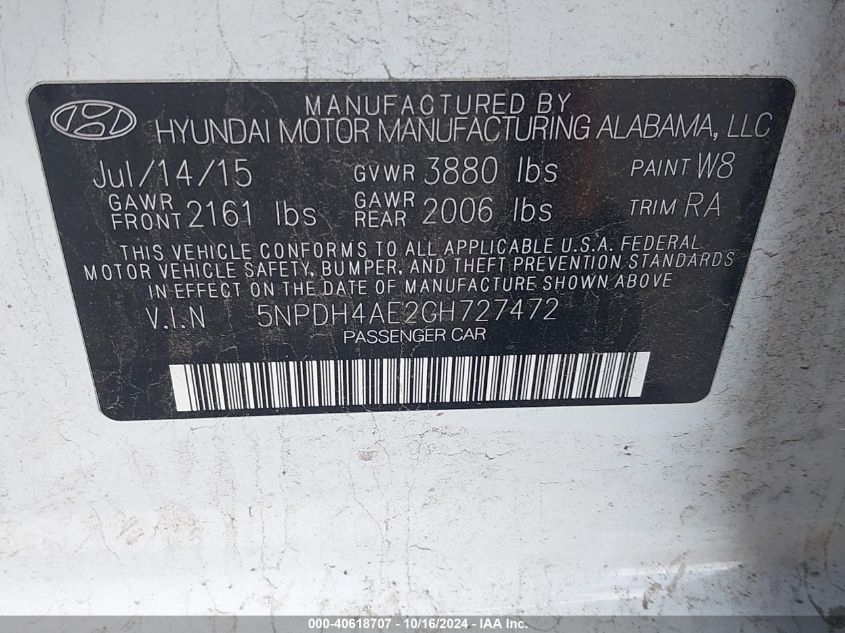 MANUFACTURED BY
HYUNDAI MOTOR MANUFACTURING ALABAMA, LLC
Jul/14/15 GVWR 3880 lbs PAINT W8
GAWR FRONT 2161 lbs GAWR REAR 2006 lbs TRIM RA
THIS VEHICLE CONFORMS TO ALL APPLICABLE U.S.A. FEDERAL
MOTOR VEHICLE SAFETY, BUMPER, AND THEFT PREVENTION STANDARDS
IN EFFECT ON THE DATE OF MANUFACTURE SHOWN ABOVE
V.I.N 5NPDH4AE2GH727472
PASSENGER CAR
000-40618707 - 10/16/2024 - IAA Inc.